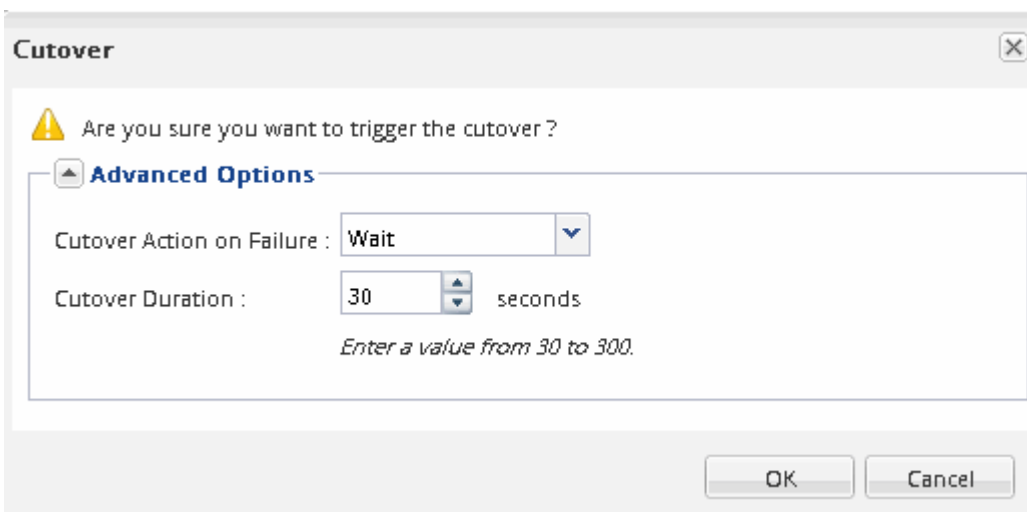 Cutover
Are you sure you want to trigger the cutover ?
Advanced Options
Cutover Action on Failure : Wait
Cutover Duration : 30 seconds
Enter a value from 30 to 300.
OK Cancel